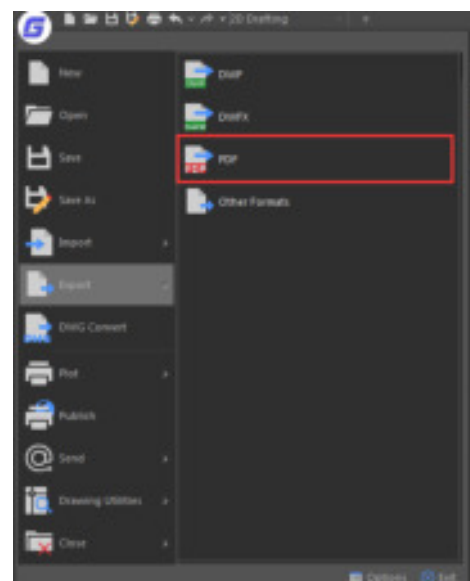 2D Drafting
New
Open
Save
Save As
Import
Export
DWG Convert
Plot
Publish
Send
Drawing Utilities
Close
DWF
DWFX
PDF
Other Formats
Options Exit